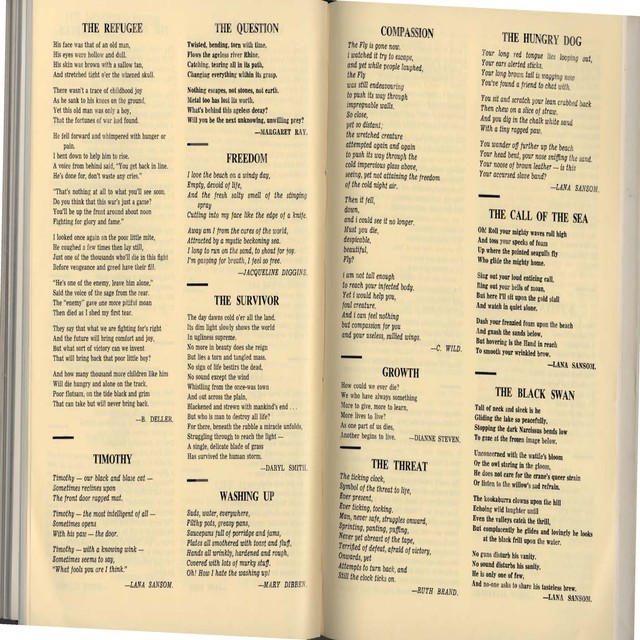 THE REFUGEE
His face was that of an old man,
His eyes were hollow and dull.
His skin was brown with a sallow tan,
And stretched tight o'er the wizened skull.
There wasn't a trace of childhood joy
As he sank to his knees on the ground,
Yet this old man was only a boy,
That the fortunes of war had found.
He fell forward and whimpered with hunger or
pain.
I bent down to help him to rise.
A voice from behind said, "You get back in line.
He's done for, don't waste any cries."
"That's nothing at all to what you'll see soon.
Do you think that this war's just a game?
You'll be up the front around about noon
Fighting for glory and fame."
I looked once again on the poor little mite,
He coughed a few times then lay still,
Just one of the thousands who'll die in this fight
Before vengeance and greed have their fill.
"He's one of the enemy, leave him alone,"
Said the voice of the sage from the rear.
The "enemy" gave one more pitiful moan
Then died as I shed my first tear.
They say that what we are fighting for's right
And the future will bring comfort and joy,
But what sort of victory can we invent
That will bring back that poor little boy?
And how many thousand more children like him
Will die hungry and alone on the track,
Poor flotsam, on the tide black and grim
That can take but will never bring back.
—B. DELLER.
TIMOTHY
Timothy — our black and blaze cat —
Sometimes reclines upon
The front door ragged mat.
Timothy — the most intelligent of all —
Sometimes opens
With his paw — the door.
Timothy — with a knowing wink —
Sometimes seems to say,
"What fools you are I think."
—LANA SANSOM.
THE QUESTION
Twisted, bending, torn with time,
Flows the ageless river Rhine,
Catching, tearing all in its path,
Changing everything within its grasp.
Nothing escapes, not stones, not earth.
Metal too has lost its worth.
What's behind this ageless decay?
Will you be the next unknowing, unwilling prey?
—MARGARET RAY.
FREEDOM
I love the beach on a windy day,
Empty, devoid of life,
And the fresh salty smell of the stinging
spray
Cutting into my face like the edge of a knife.
Away am I from the cares of the world,
Attracted by a mystic beckoning sea.
I long to run on the sand, to shout for joy.
I'm gasping for breath, I feel so free.
—JACQUELINE DIGGINS.
THE SURVIVOR
The day dawns cold o'er all the land.
Its dim light slowly shows the world
In ugliness supreme.
No more in beauty does she reign
But lies a torn and tangled mass.
No sign of life besits the dead,
No sound except the wind
Whistling from the once-was town
And out across the plain,
Blackened and strewn with mankind's end . . .
But who is man to destroy all life?
For there, beneath the rubble a miracle unfolds,
Struggling through to reach the light —
A single, delicate blade of grass
Has survived the human storm.
—DARYL SMITH.
WASHING UP
Suds, water, everywhere,
Filthy pots, greasy pans,
Saucepans full of porridge and jams,
Plates all smothered with toast and fluff,
Hands all wrinkly, hardened and rough,
Covered with lots of murky stuff.
Oh! How I hate the washing up!
—MARY DIBBEN.
COMPASSION
The Fly is gone now.
i watched it try to escape,
and yet while people laughed,
the Fly
was still endeavouring
to push its way through
impregnable walls.
So close,
yet so distant;
the wretched creature
attempted again and again
to push its way through the
cold imperious glass above,
seeing, yet not attaining the freedom
of the cold night air.
Then it fell,
down,
and i could see it no longer.
Must you die,
despicable,
beautiful,
Fly?
i am not tall enough
to reach your infected body.
Yet i would help you,
foul creature.
And i can feel nothing
but compassion for you
and your useless, stilled wings.
—C. WILD.
GROWTH
How could we ever die?
We who have always something
More to give, more to learn,
More lives to live?
As one part of us dies,
Another begins to live. —DIANNE STEVEN.
THE THREAT
The ticking clock,
Symbol of the threat to life,
Ever present,
Ever ticking, tocking.
Man, never safe, struggles onward,
Sprinting, panting, puffing,
Never yet abreast of the tape,
Terrified of defeat, afraid of victory,
Onwards, yet
Attempts to turn back, and
Still the clock ticks on.
—RUTH BRAND.
THE HUNGRY DOG
Your long red tongue lies looping out,
Your ears alerted sticks.
Your long brown tail is wagging now
You've found a friend to chat with.
You sit and scratch your lean crabbed back
Then chew on a slice of straw.
And you dig in the chalk white sand
With a tiny ragged paw.
You wander off further up the beach
Your head bent, your nose sniffing the sand.
Your noose of brown leather — is this
Your accursed slave band?
—LANA SANSOM.
THE CALL OF THE SEA
Oh! Roll your mighty waves roll high
And toss your specks of foam
Up where the pointed seagulls fly
Who glide the mighty home.
Sing out your loud enticing call,
Ring out your bells of moan,
But here I'll sit upon the gold stall
And watch in quiet alone.
Dash your frenzied foam upon the beach
And gnash the sands below,
But hovering is the Hand in reach
To smooth your wrinkled brow.
—LANA SANSOM.
THE BLACK SWAN
Tall of neck and sleek is he
Gliding the lake so peacefully,
Stopping the dark Narcissus bends low
To gaze at the frozen image below.
Unconcerned with the wattle's bloom
Or the owl staring in the gloom,
He does not care for the crane's queer strain
Or listen to the willow's sad refrain.
The kookaburra clowns upon the hill
Echoing wild laughter until
Even the valleys catch the thrill,
But complacently he glides and lovingly he looks
at the black frill upon the water.
No guns disturb his vanity.
No sound disturbs his sanity.
He is only one of few,
And no-one asks to share his tasteless brew.
—LANA SANSOM.